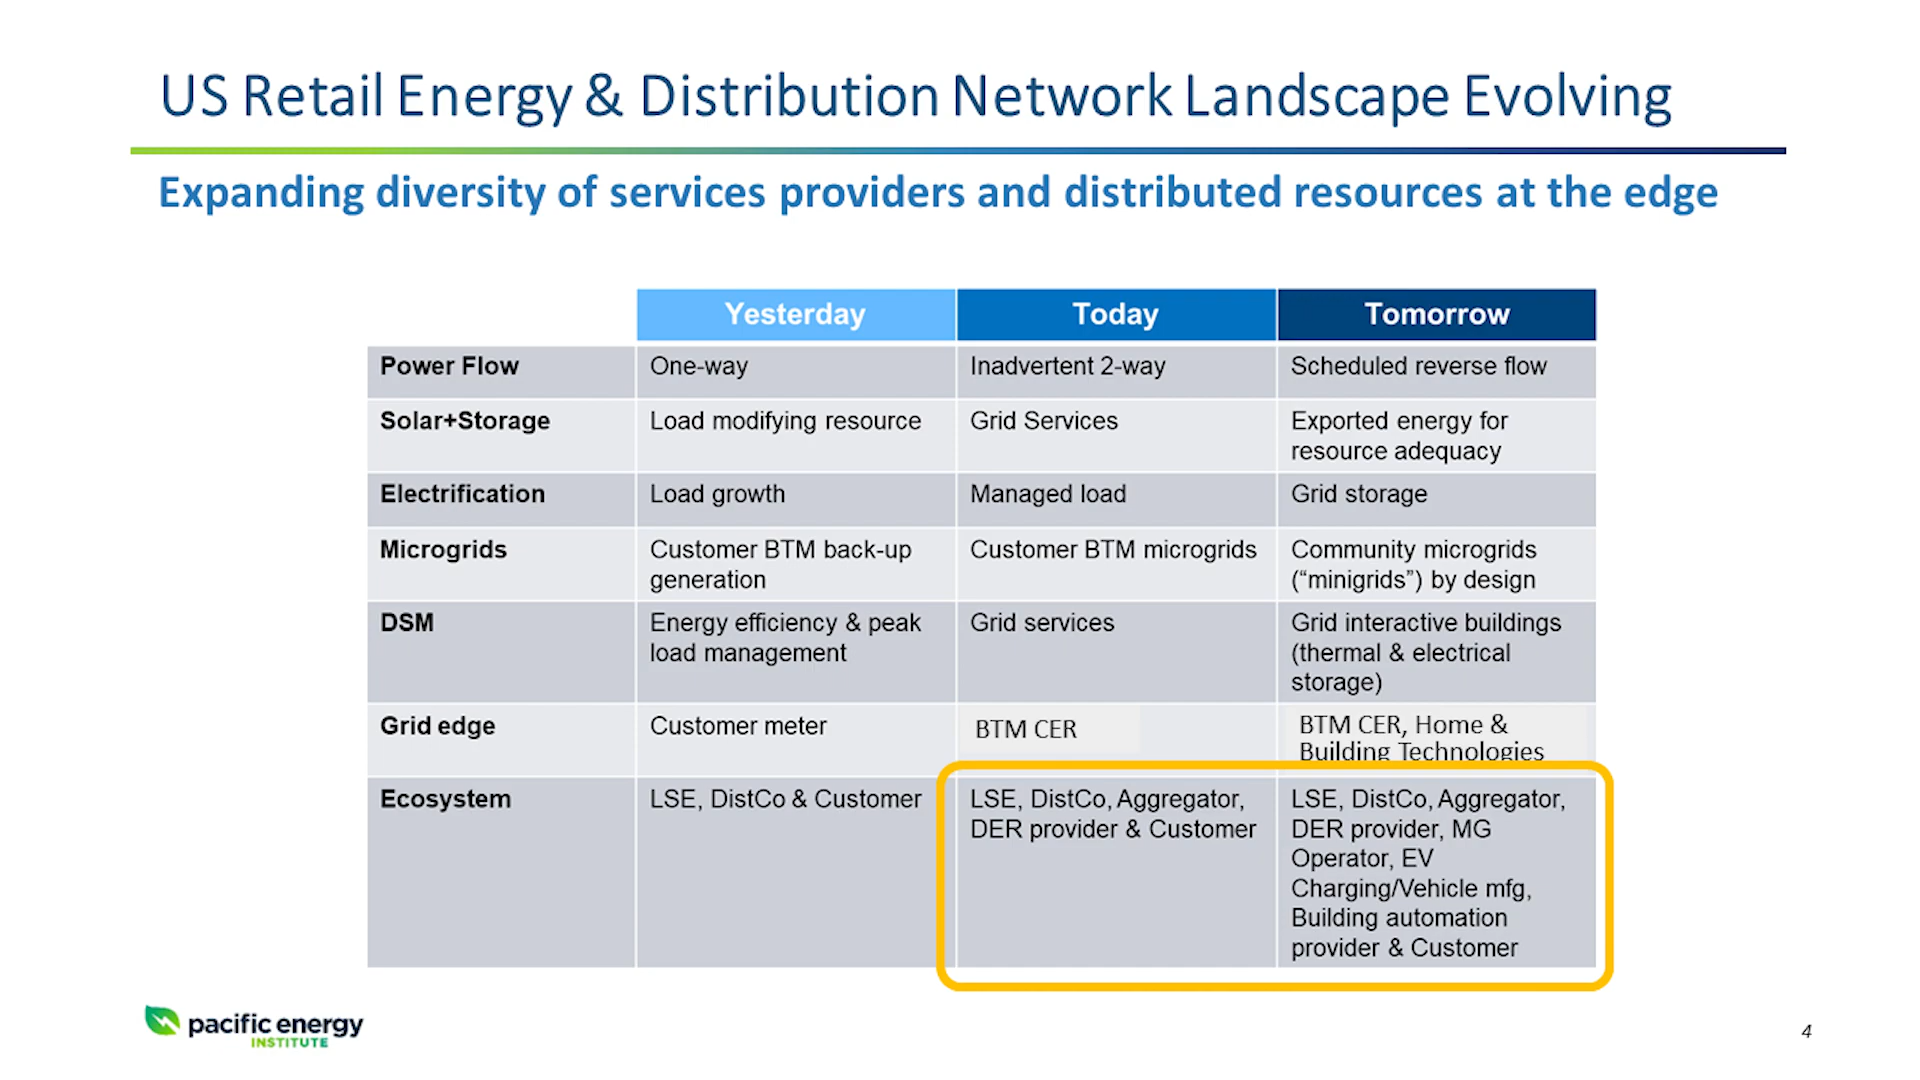 US Retail Energy & Distribution Network Landscape Evolving
Expanding diversity of services providers and distributed resources at the edge
Yesterday Today Tomorrow
Power Flow One-way Inadvertent 2-way Scheduled reverse flow
Solar+Storage Load modifying resource Grid Services Exported energy for
resource adequacy
Electrification Load growth Managed load Grid storage
Microgrids Customer BTM back-up Customer BTM microgrids Community microgrids
generation (“minigrids”) by design
DSM Energy efficiency & peak Grid services Grid interactive buildings
load management (thermal & electrical
storage)
Grid edge Customer meter BTM CER BTM CER, Home &
Building Technologies
Ecosystem LSE, DistCo & Customer LSE, DistCo, Aggregator, LSE, DistCo, Aggregator,
DER provider & Customer DER provider, MG
Operator, EV
Charging/Vehicle mfg,
Building automation
provider & Customer
pacific energy
INSTITUTE
4